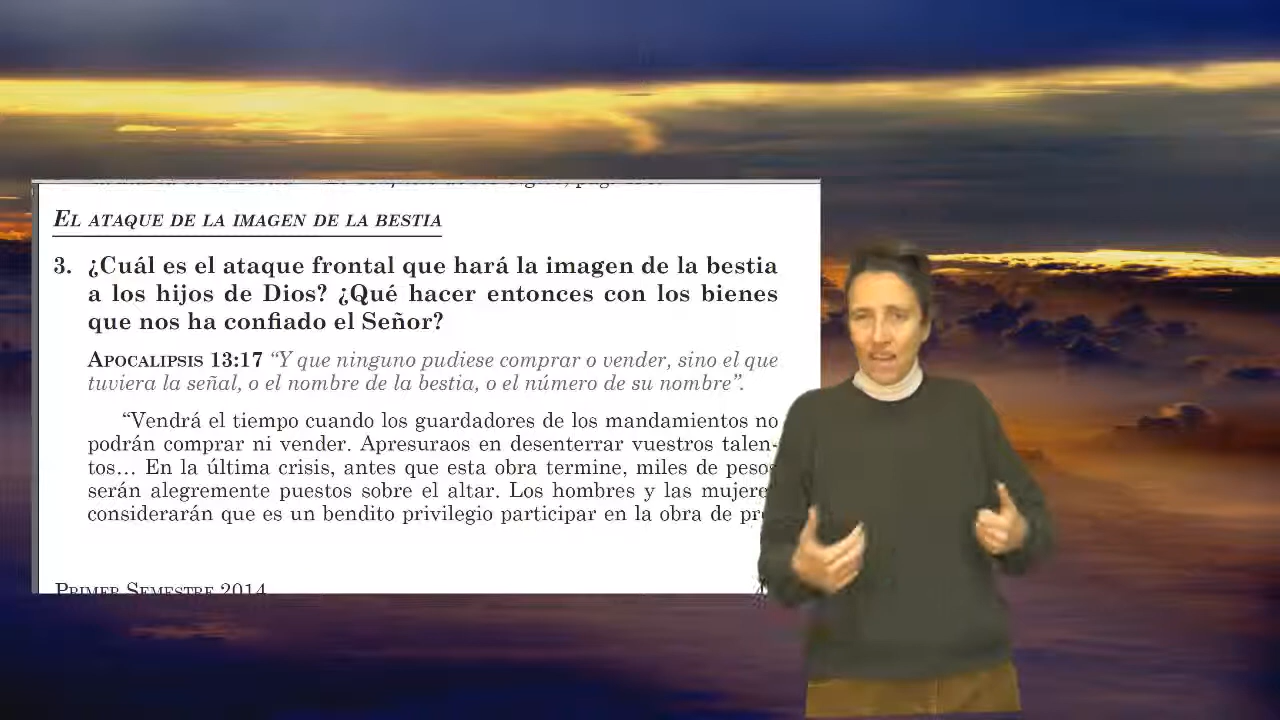 EL ATAQUE DE LA IMAGEN DE LA BESTIA
3. ¿Cuál es el ataque frontal que hará la imagen de la bestia
a los hijos de Dios? ¿Qué hacer entonces con los bienes
que nos ha confiado el Señor?
APOCALIPSIS 13:17 “Y que ninguno pudiese comprar o vender, sino el que
tuviera la señal, o el nombre de la bestia, o el número de su nombre”.
“Vendrá el tiempo cuando los guardadores de los mandamientos no
podrán comprar ni vender. Apresuraos en desenterrar vuestros talen-
tos... En la última crisis, antes que esta obra termine, miles de pesos
serán alegremente puestos sobre el altar. Los hombres y las mujere
considerarán que es un bendito privilegio participar en la obra de
PRIMER SEMESTRE 2014